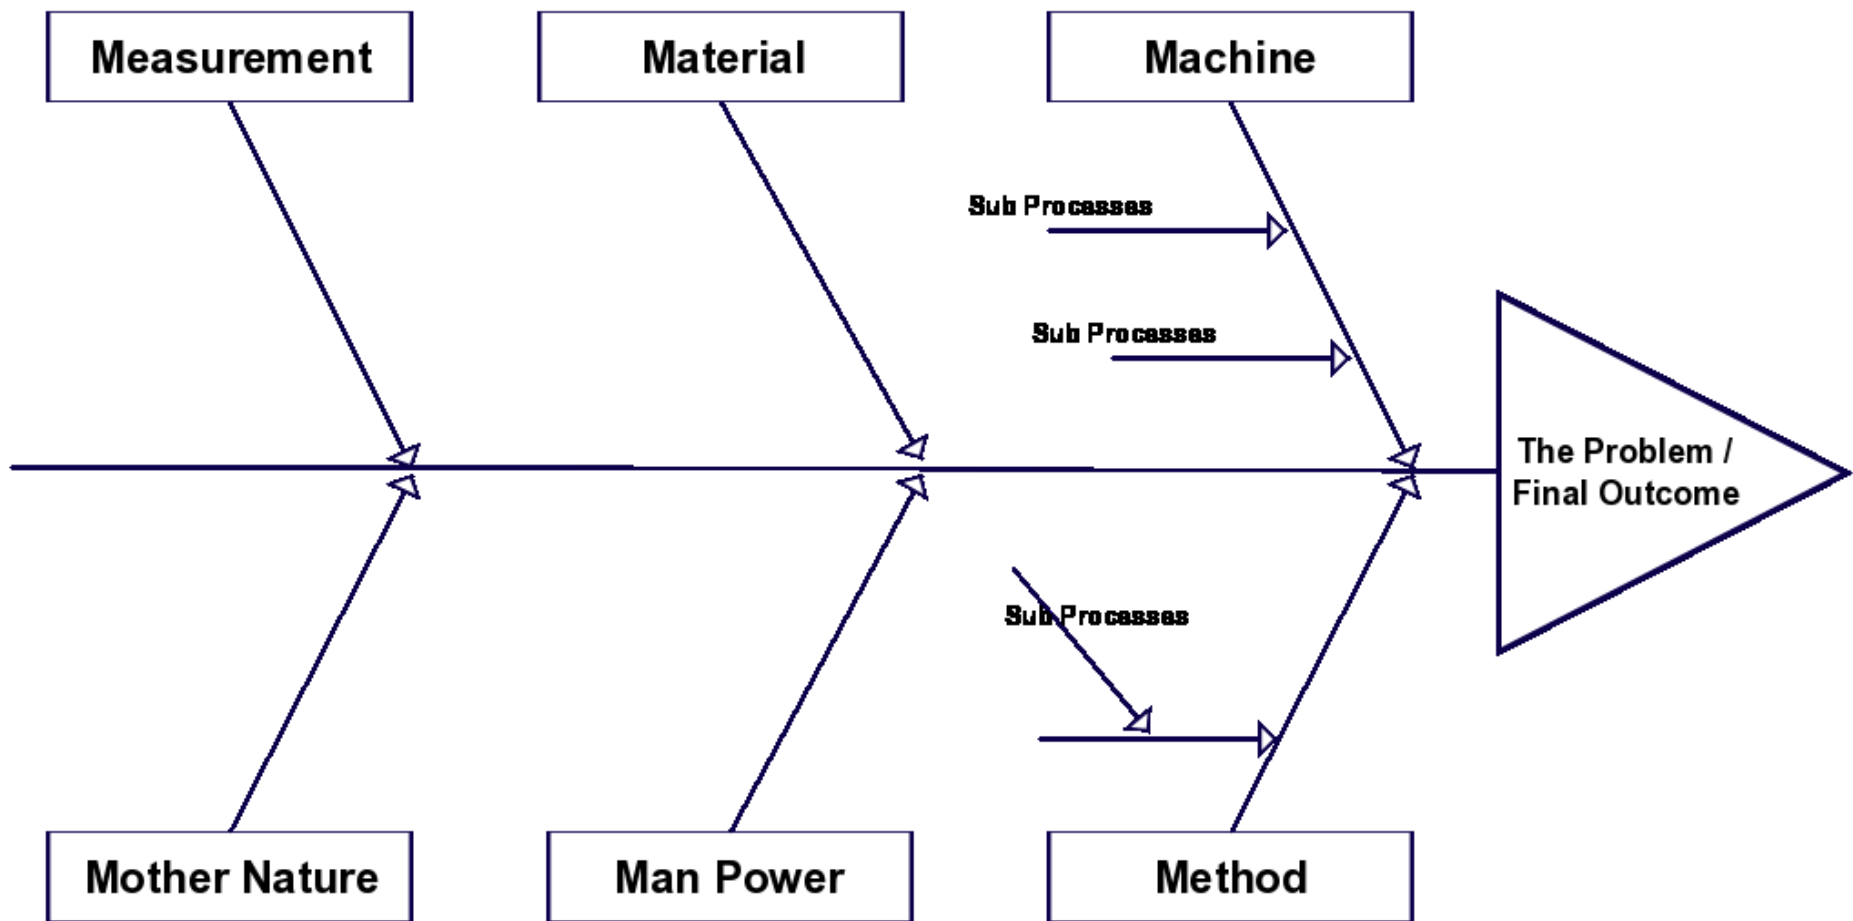 Measurement
Material
Machine
Sub Processes
Sub Processes
The Problem /
Final Outcome
Sub Processes
Mother Nature
Man Power
Method